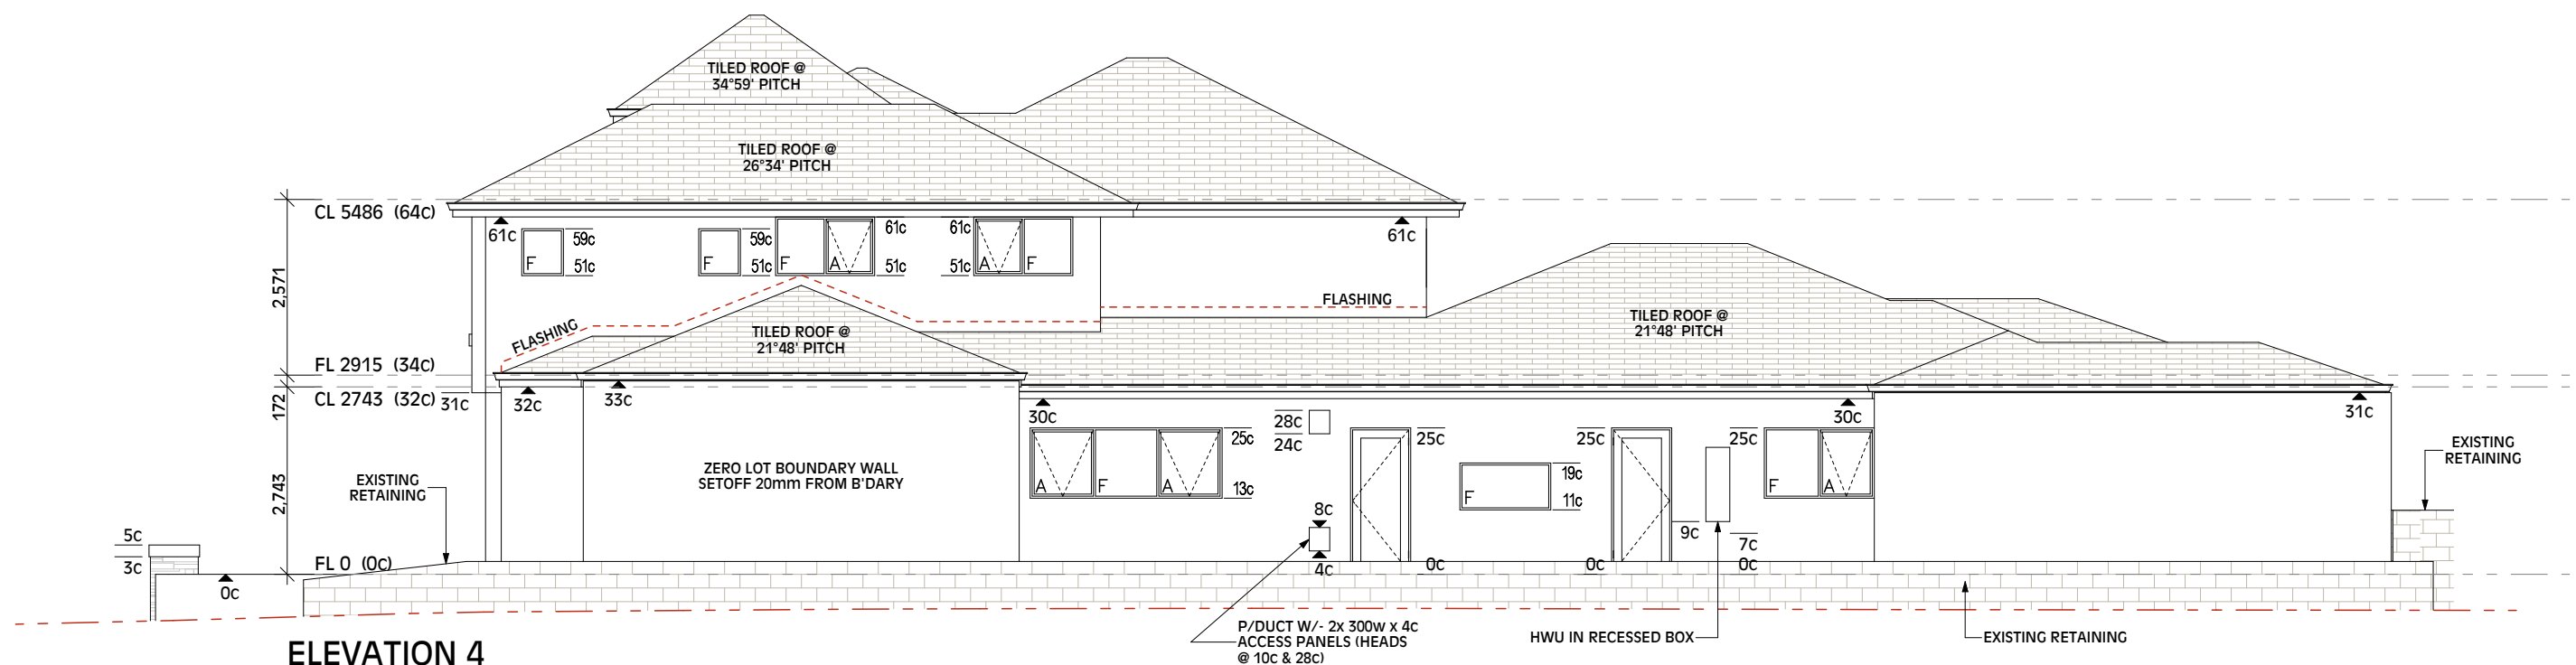 TILED ROOF @
34°59' PITCH
TILED ROOF @
26°34' PITCH
CL 5486 (64c)
61c
59c
51c
F
59c
51c
F
F
A
61c
51c
61c
51c
A
F
61c
2,571
FLASHING
FLASHING
TILED ROOF @
21°48' PITCH
TILED ROOF @
21°48' PITCH
FL 2915 (34c)
172
CL 2743 (32c)
31c
32c
33c
30c
28c
24c
30c
31c
25c
13c
A
F
A
25c
25c
25c
19c
11c
F
F
A
EXISTING
RETAINING
ZERO LOT BOUNDARY WALL
SETOFF 20mm FROM B'DARY
EXISTING
RETAINING
2,743
8c
4c
9c
7c
0c
5c
3c
FL 0 (0c)
0c
0c
0c
P/DUCT W/- 2x 300w x 4c
ACCESS PANELS (HEADS
@ 10c & 28c)
HWU IN RECESSED BOX
EXISTING RETAINING
ELEVATION 4